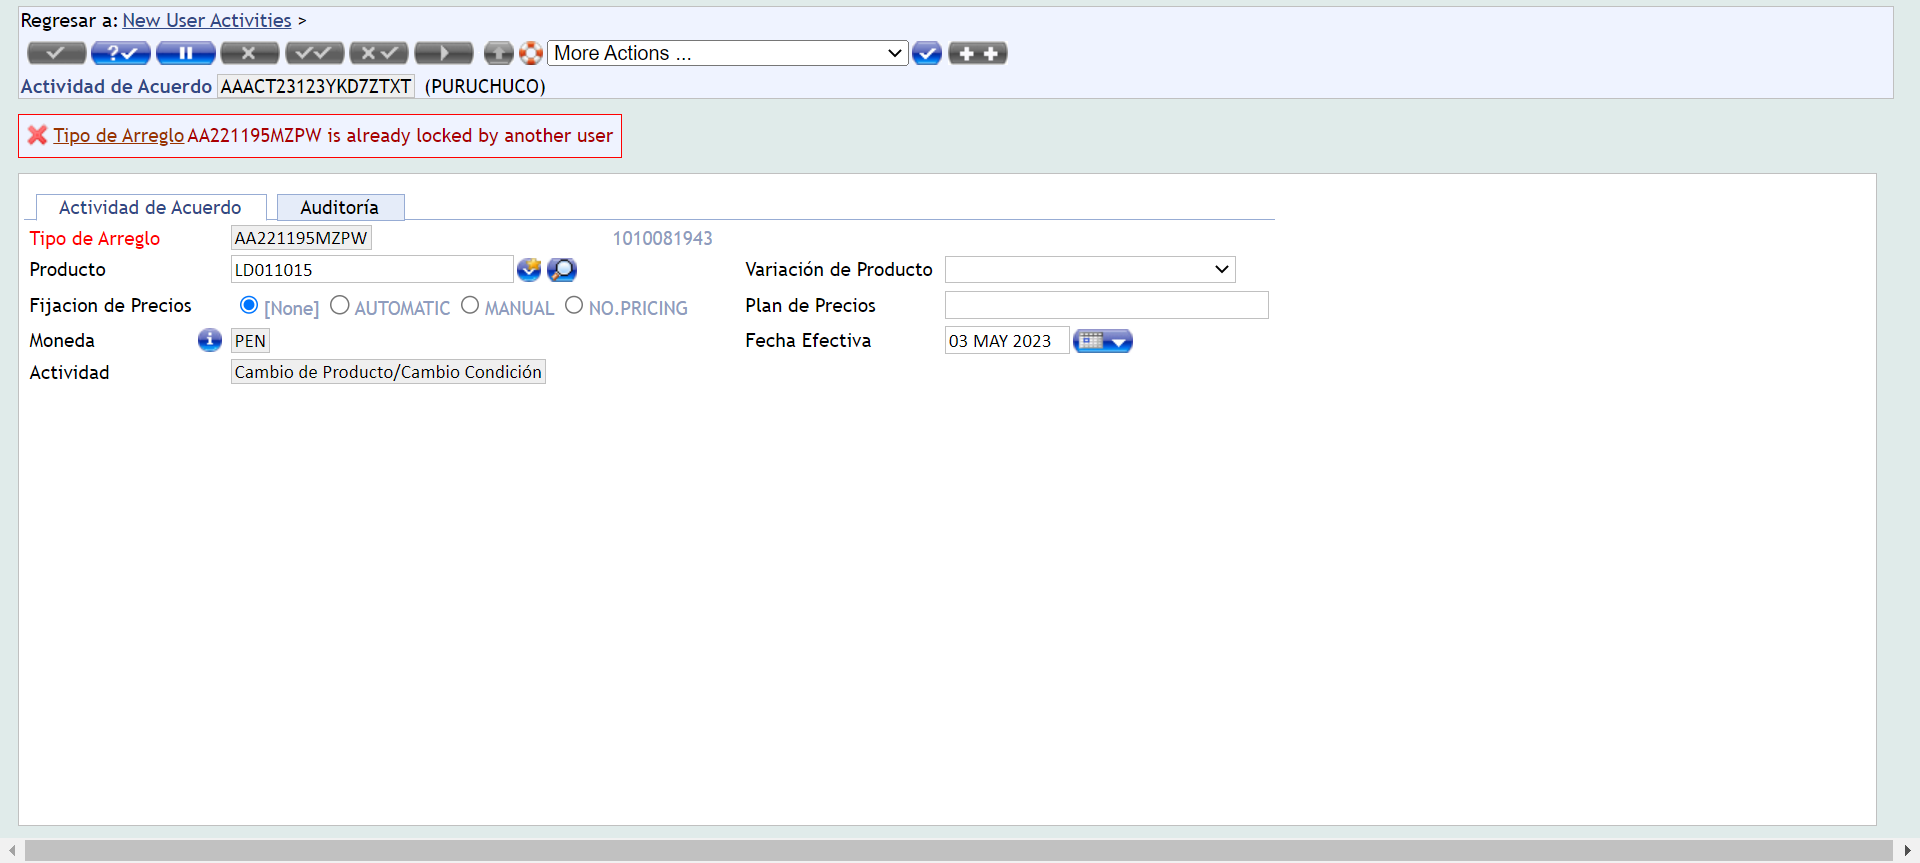 Regresar a: New User Activities >
More Actions ...
Actividad de Acuerdo AAACT23123YKD7ZTXT (PURUCHUCO)
Tipo de Arreglo AA221195MZPW is already locked by another user
Actividad de Acuerdo Auditoría
Tipo de Arreglo AA221195MZPW 1010081943
Producto LD011015 Variación de Producto
Fijacion de Precios [None] AUTOMATIC MANUAL NO.PRICING Plan de Precios
Moneda PEN Fecha Efectiva 03 MAY 2023
Actividad Cambio de Producto/Cambio Condición